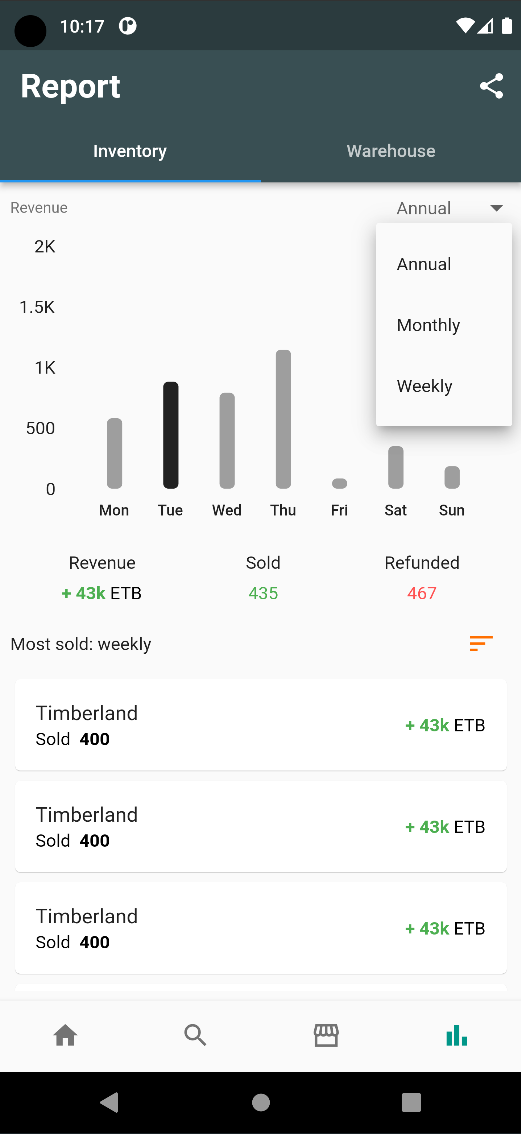 10:17
Report
Inventory Warehouse
Revenue Annual
2K
Annual
1.5K
Monthly
1K
Weekly
500
0
Mon Tue Wed Thu Fri Sat Sun
Revenue Sold Refunded
+ 43k ETB 435 467
Most sold: weekly
Timberland
Sold 400
+ 43k ETB
Timberland
Sold 400
+ 43k ETB
Timberland
Sold 400
+ 43k ETB